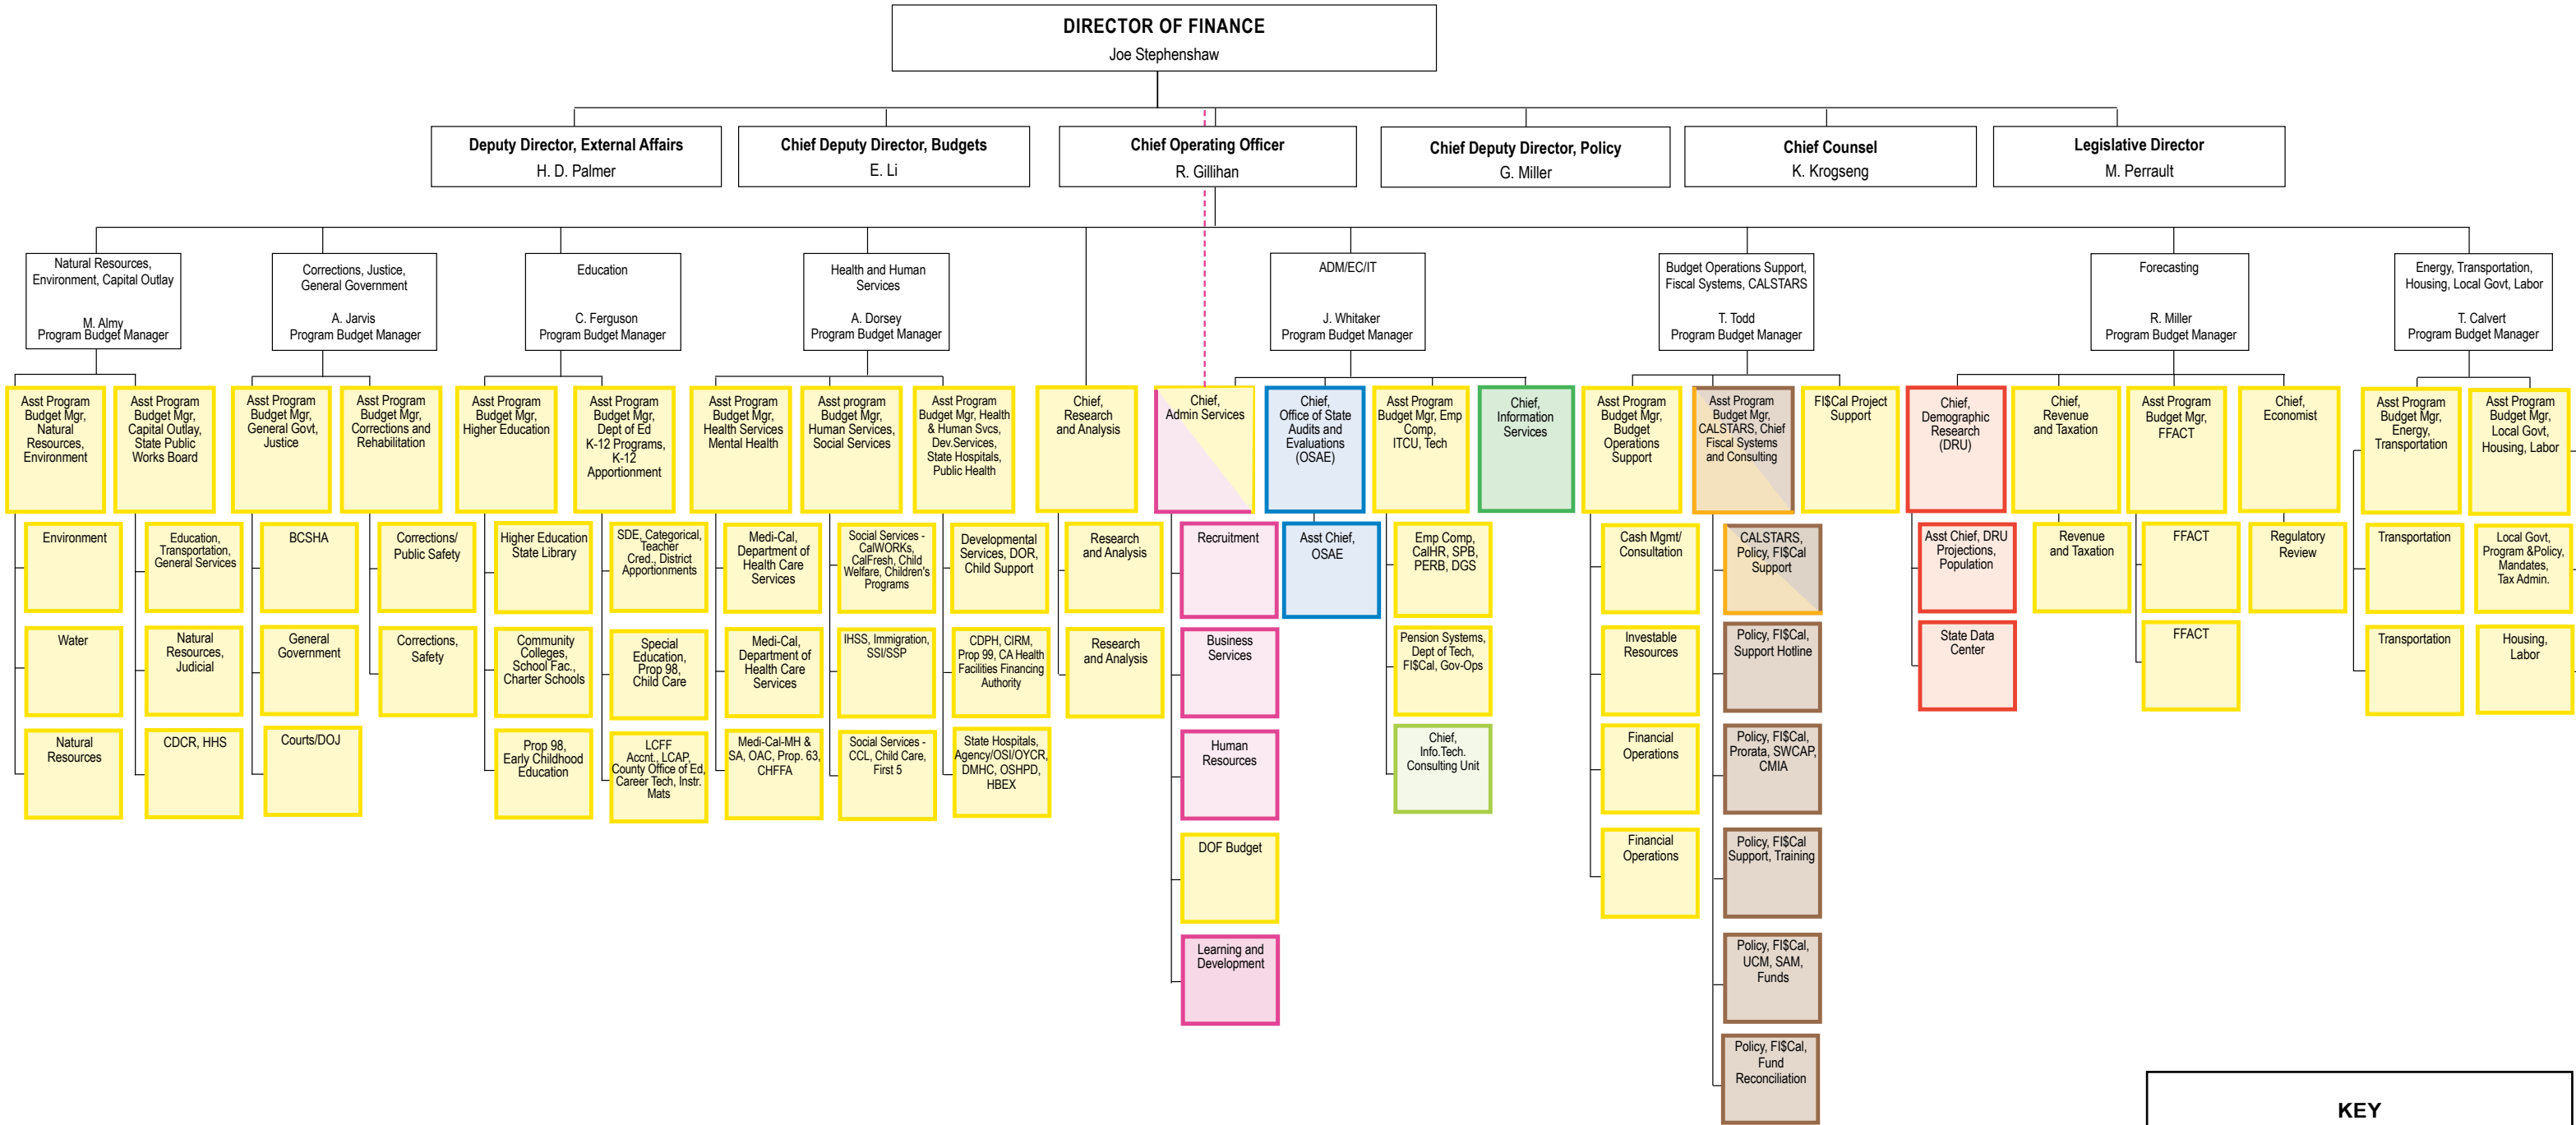 DIRECTOR OF FINANCE
Joe Stephenshaw
Deputy Director, External Affairs
H. D. Palmer
Chief Deputy Director, Budgets
E. Li
Chief Operating Officer
R. Gillihan
Chief Deputy Director, Policy
G. Miller
Chief Counsel
K. Krogseng
Legislative Director
M. Perrault
Natural Resources,
Environment, Capital Outlay
M. Almy
Program Budget Manager
Corrections, Justice,
General Government
A. Jarvis
Program Budget Manager
Education
C. Ferguson
Program Budget Manager
Health and Human
Services
A. Dorsey
Program Budget Manager
ADM/EC/IT
J. Whitaker
Program Budget Manager
Budget Operations Support,
Fiscal Systems, CALSTARS
T. Todd
Program Budget Manager
Forecasting
R. Miller
Program Budget Manager
Energy, Transportation,
Housing, Local Govt, Labor
T. Calvert
Program Budget Manager
Asst Program
Budget Mgr,
Natural
Resources,
Environment
Asst Program
Budget Mgr,
Capital Outlay,
State Public
Works Board
Asst Program
Budget Mgr,
General Govt,
Justice
Asst Program
Budget Mgr,
Corrections and
Rehabilitation
Asst Program
Budget Mgr,
Higher Education
Asst Program
Budget Mgr,
Dept of Ed
K-12 Programs,
K-12
Apportionment
Asst Program
Budget Mgr,
Health Services
Mental Health
Asst program
Budget Mgr,
Human Services,
Social Services
Asst Program
Budget Mgr, Health
& Human Svcs,
Dev.Services,
State Hospitals,
Public Health
Chief,
Research
and Analysis
Chief,
Admin Services
Chief,
Office of State
Audits and
Evaluations
(OSAE)
Asst Program
Budget Mgr, Emp
Comp,
ITCU, Tech
Chief,
Information
Services
Asst Program
Budget Mgr,
Budget
Operations
Support
Asst Program
Budget Mgr,
CALSTARS, Chief
Fiscal Systems
and Consulting
FI$Cal Project
Support
Chief,
Demographic
Research
(DRU)
Chief,
Revenue
and Taxation
Asst Program
Budget Mgr,
FFACT
Chief,
Economist
Asst Program
Budget Mgr,
Energy,
Transportation
Asst Program
Budget Mgr,
Local Govt,
Housing, Labor
Environment
Education,
Transportation,
General Services
BCSHA
Corrections/
Public Safety
Higher Education
State Library
SDE, Categorical,
Teacher
Cred., District
Apportionments
Medi-Cal,
Department of
Health Care
Services
Social Services -
CalWORKs,
CalFresh, Child
Welfare, Children's
Programs
Developmental
Services, DOR,
Child Support
Research
and Analysis
Recruitment
Asst Chief,
OSAE
Emp Comp,
CalHR, SPB,
PERB, DGS
Cash Mgmt/
Consultation
CALSTARS,
Policy, FI$Cal
Support
Asst Chief, DRU
Projections,
Population
Revenue
and Taxation
FFACT
Regulatory
Review
Transportation
Local Govt,
Program &Policy,
Mandates,
Tax Admin.
Water
Natural
Resources,
Judicial
General
Government
Corrections,
Safety
Community
Colleges,
School Fac.,
Charter Schools
Special
Education,
Prop 98,
Child Care
Medi-Cal,
Department of
Health Care
Services
IHSS, Immigration,
SSI/SSP
CDPH, CIRM,
Prop 99, CA Health
Facilities Financing
Authority
Research
and Analysis
Business
Services
Pension Systems,
Dept of Tech,
FI$Cal, Gov-Ops
Investable
Resources
Policy, FI$Cal,
Support Hotline
State Data
Center
FFACT
Transportation
Housing,
Labor
Natural
Resources
CDCR, HHS
Courts/DOJ
Prop 98,
Early Childhood
Education
LCFF
Accnt., LCAP,
County Office of Ed,
Career Tech, Instr.
Mats
Medi-Cal-MH &
SA, OAC, Prop. 63,
CHFFA
Social Services -
CCL, Child Care,
First 5
State Hospitals,
Agency/OSI/OYCR,
DMHC, OSHPD,
HBEX
Human
Resources
Chief,
Info.Tech.
Consulting Unit
Financial
Operations
Policy, FI$Cal,
Prorata, SWCAP,
CMIA
DOF Budget
Financial
Operations
Policy, FI$Cal
Support, Training
Learning and
Development
Policy, FI$Cal,
UCM, SAM,
Funds
Policy, FI$Cal,
Fund
Reconciliation
KEY